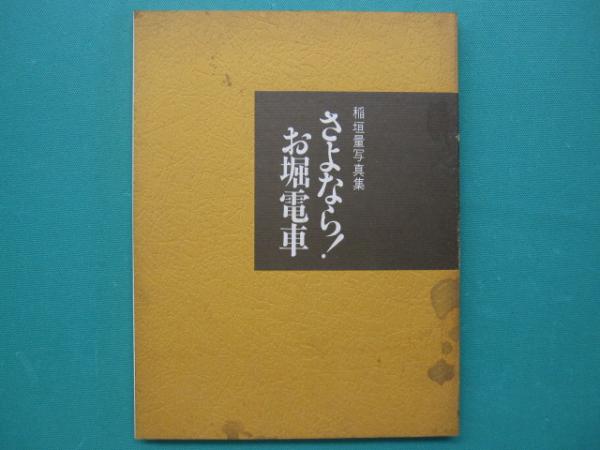 稲垣量写真集
さよなら！
お堀電車